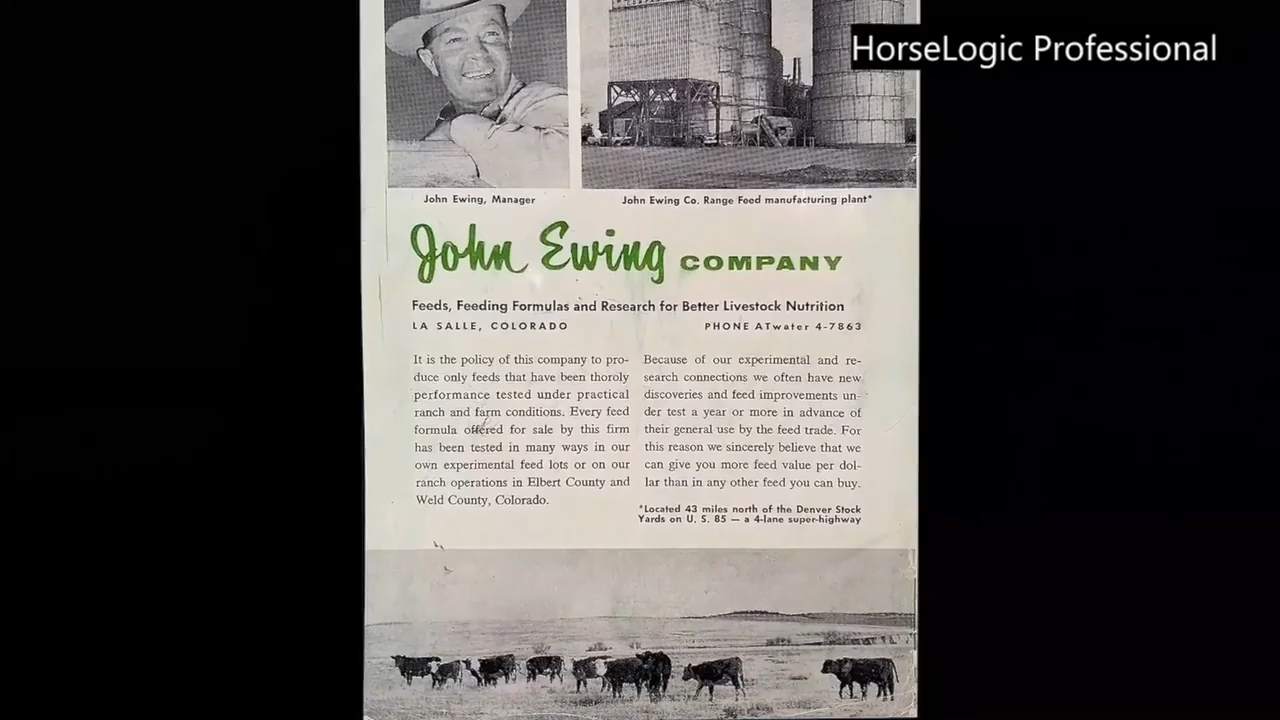 HorseLogic Professional
John Ewing, Manager
John Ewing Co. Range Feed manufacturing plant*
John Ewing COMPANY
Feeds, Feeding Formulas and Research for Better Livestock Nutrition
LA SALLE, COLORADO
PHONE ATwater 4-7863
It is the policy of this company to pro-
duce only feeds that have been thoroly
performance tested under practical
ranch and farm conditions. Every feed
formula offered for sale by this firm
has been tested in many ways in our
own experimental feed lots or on our
ranch operations in Elbert County and
Weld County, Colorado.
Because of our experimental and re-
search connections we often have new
discoveries and feed improvements un-
der test a year or more in advance of
their general use by the feed trade. For
this reason we sincerely believe that we
can give you more feed value per dol-
lar than in any other feed you can buy.
*Located 43 miles north of the Denver Stock
Yards on U. S. 85 — a 4-lane super-highway